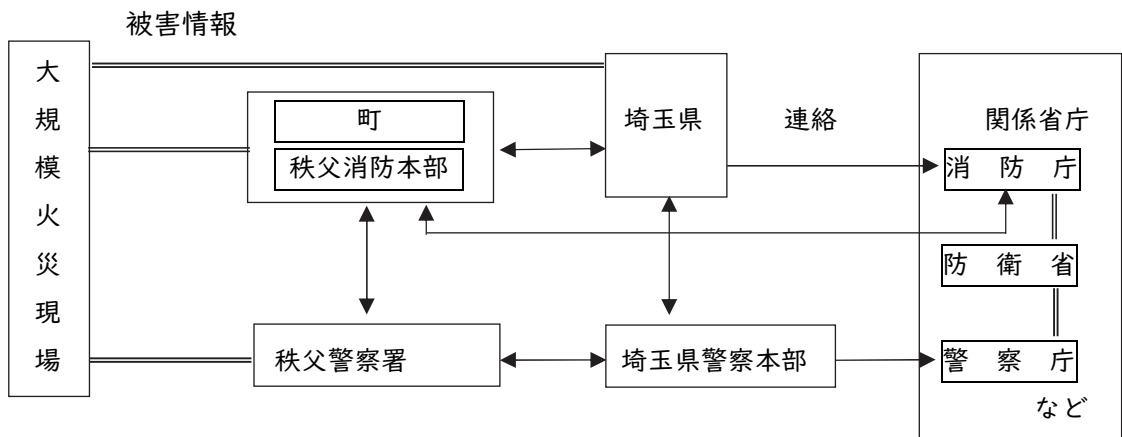 被害情報
大規模火災現場
町
秩父消防本部
埼玉県
連絡
関係省庁
消防庁
防衛省
警察庁
など
秩父警察署
埼玉県警察本部